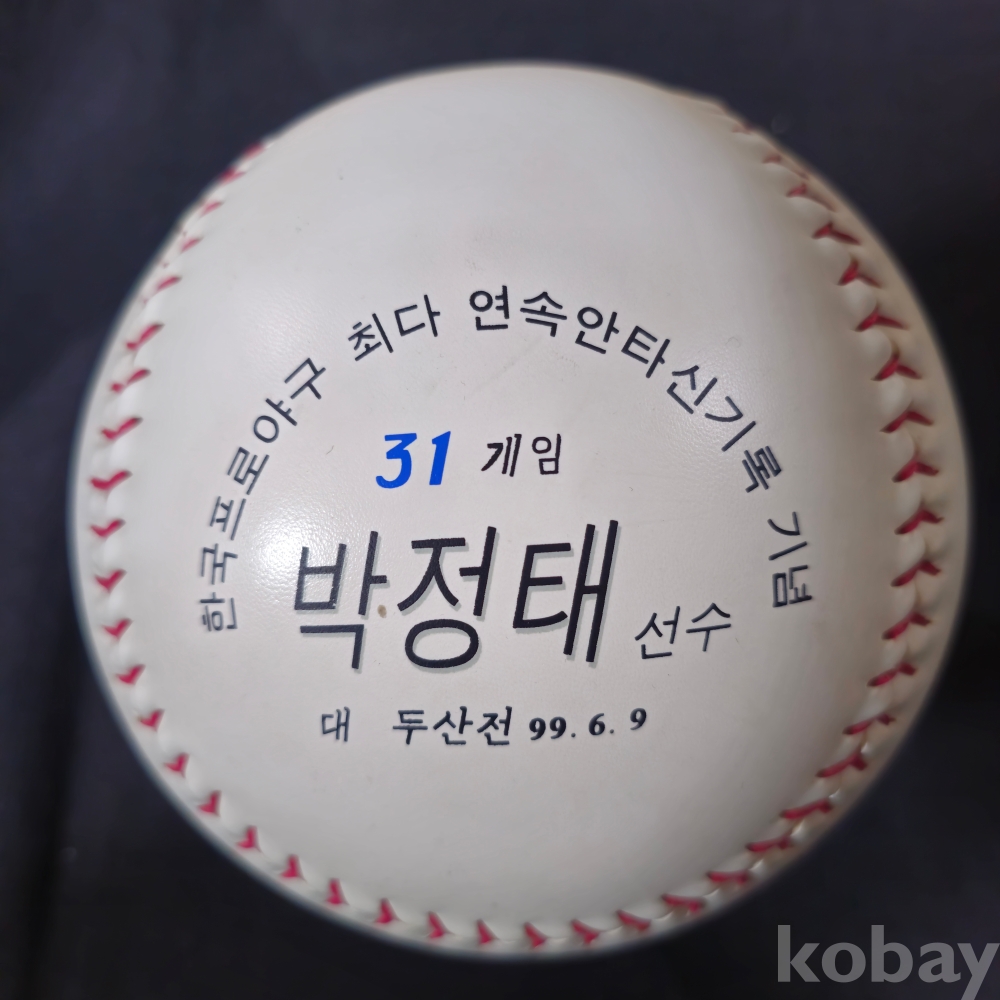 한국프로야구 최다 연속안타신기록 기념
31 게임
박정태 선수
대 두산전 99. 6. 9
kobay